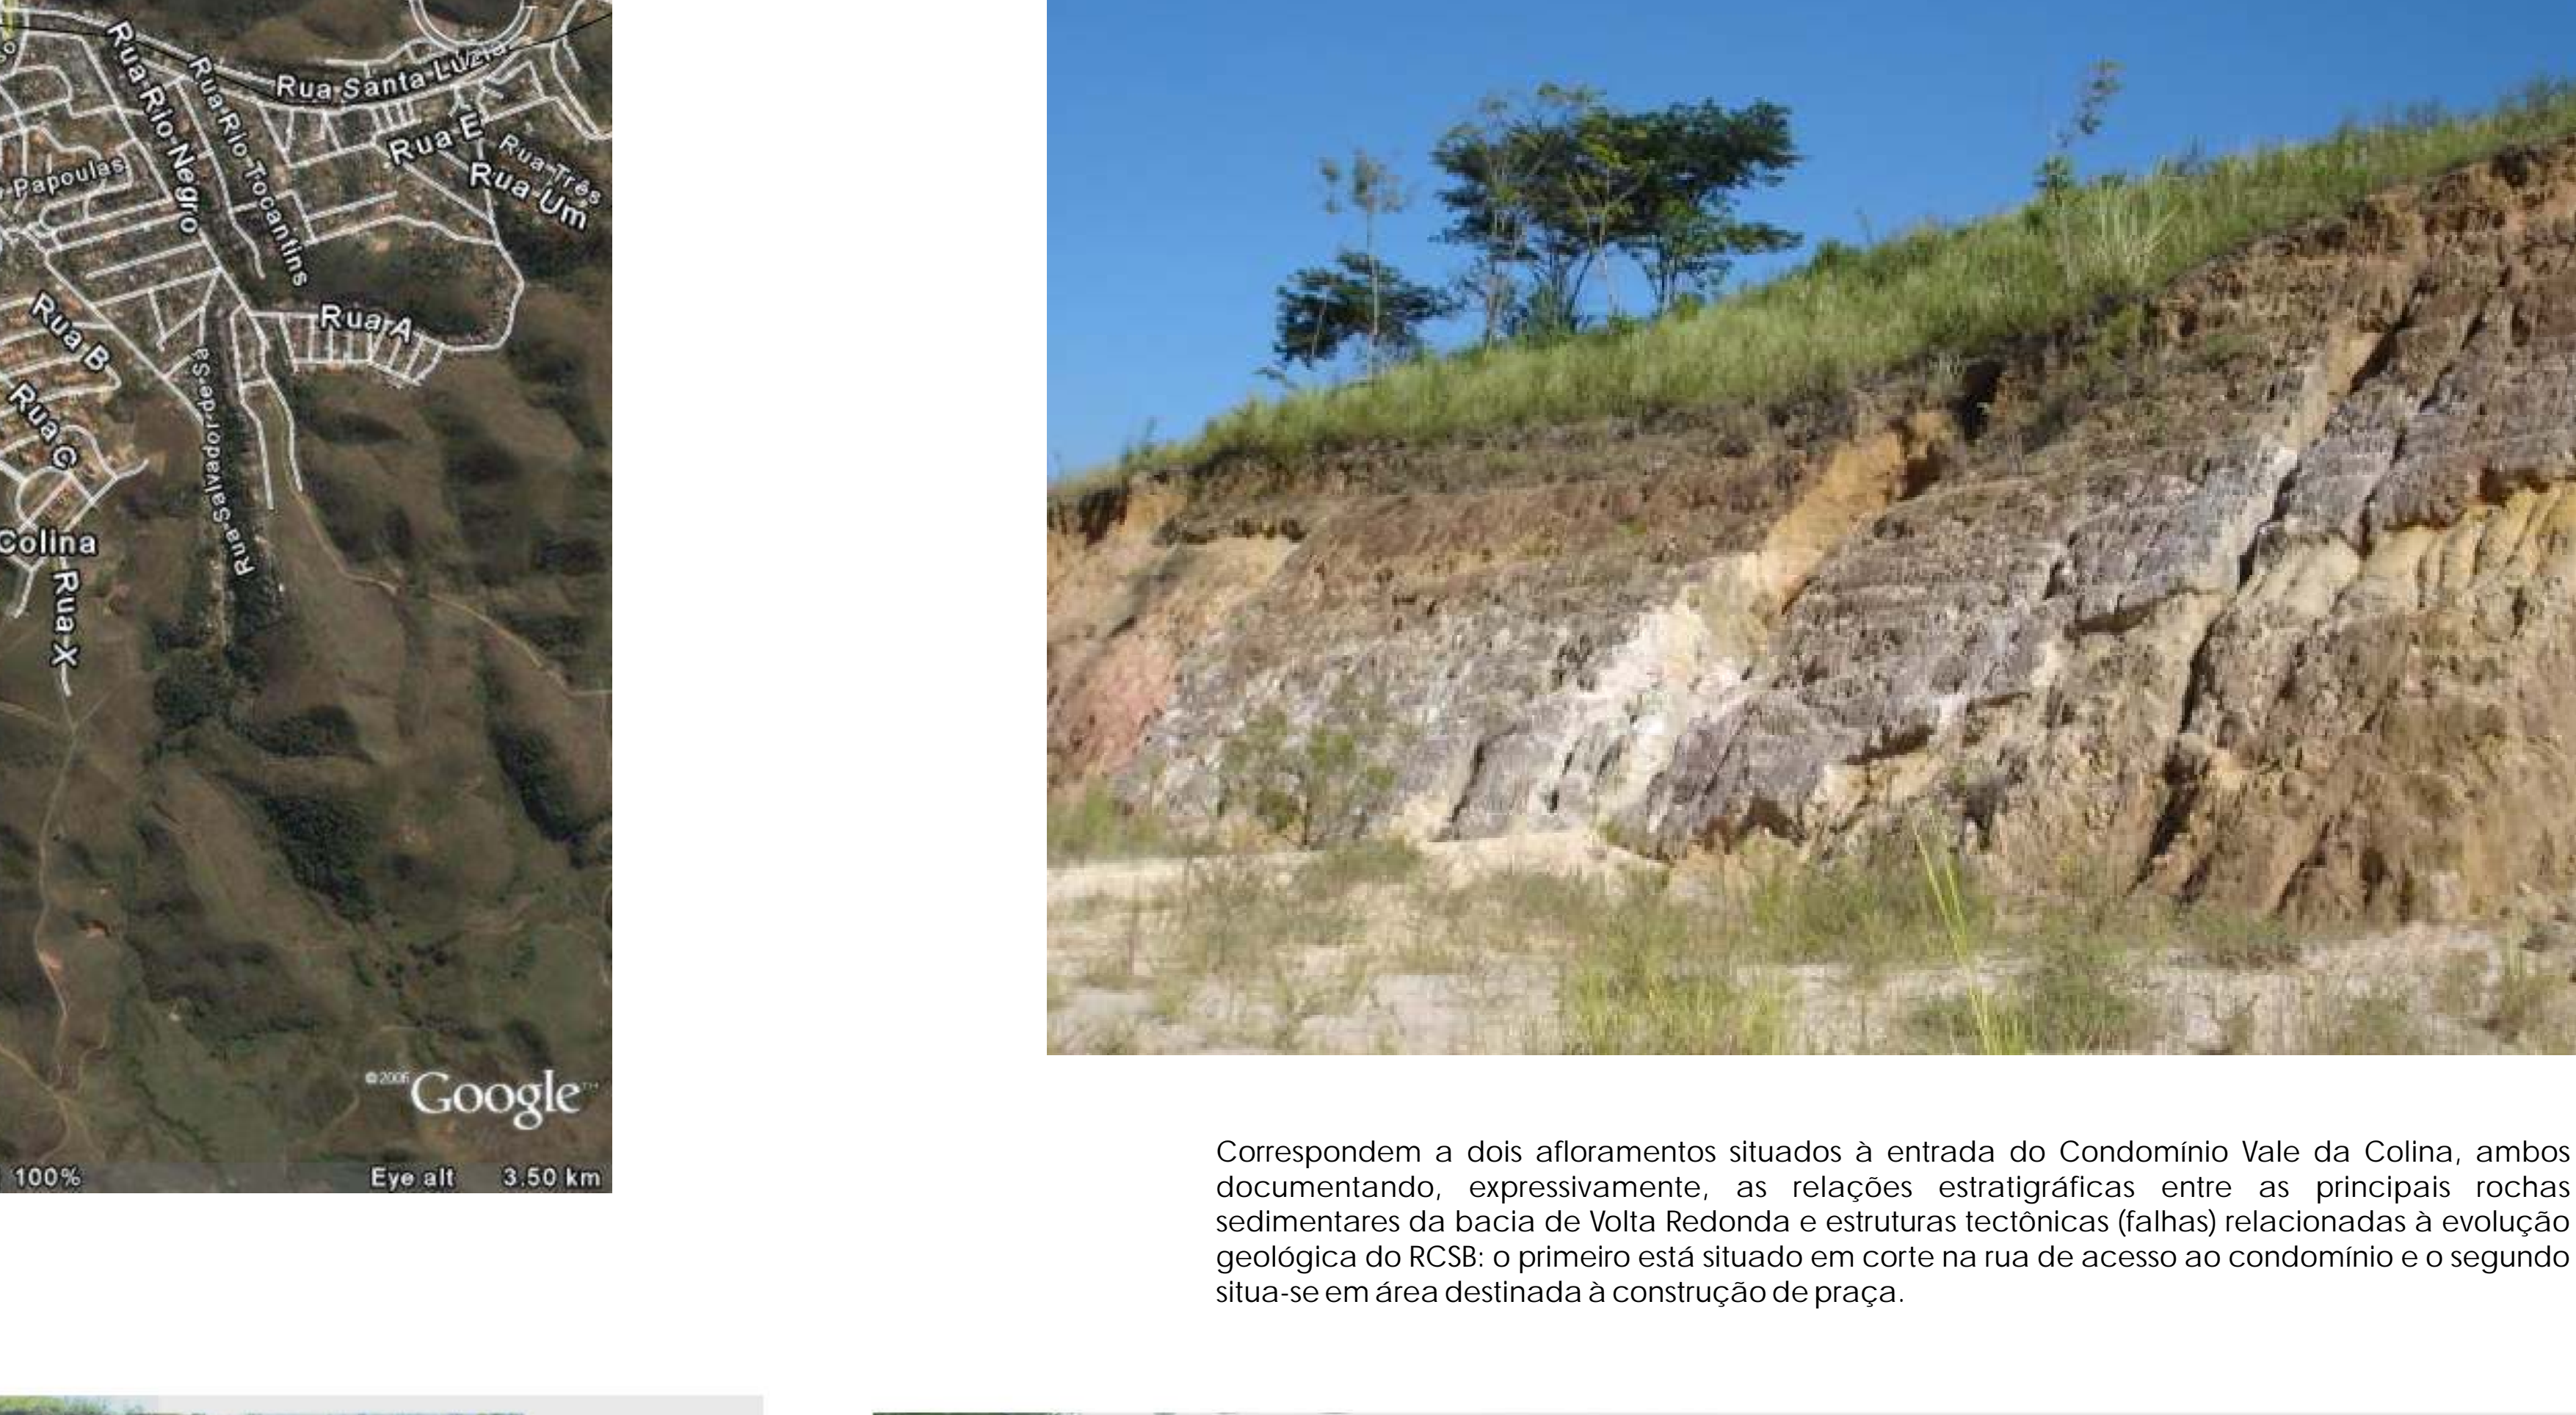 Rua Santa Luzia
Rua Rio Negro
Rua Rio Tocantins
Rua E
Rua Três
Rua Um
Papoulas
Rua A
Rua B
Rua C
Rua Salvador de Sa
Colina
Rua X
©2006 Google™
100%
Eye alt 3.50 km
Correspondem a dois afloramentos situados à entrada do Condomínio Vale da Colina, ambos
documentando, expressivamente, as relações estratigráficas entre as principais rochas
sedimentares da bacia de Volta Redonda e estruturas tectônicas (falhas) relacionadas à evolução
geológica do RCSB: o primeiro está situado em corte na rua de acesso ao condomínio e o segundo
situa-se em área destinada à construção de praça.